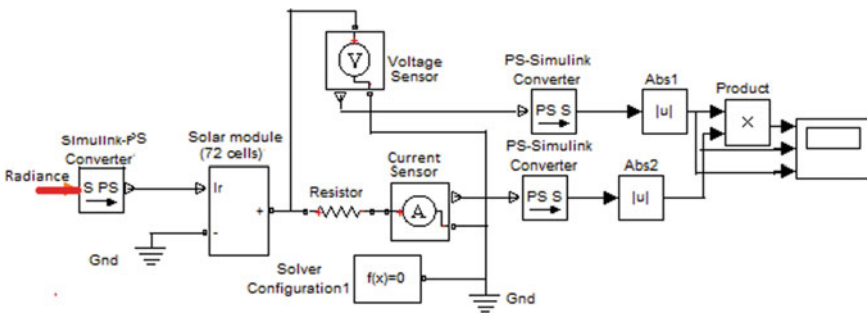 Voltage
Sensor
PS-Simulink
Converter
Abs1
Product
V
PS S
|u|
×
Simulink-PS
Converter
Solar module
(72 cells)
Current
Sensor
PS-Simulink
Converter
Abs2
Radiance
S PS
Ir
Resistor
+
-
A
PS S
|u|
Gnd
Solver
Configuration1
f(x)=0
Gnd